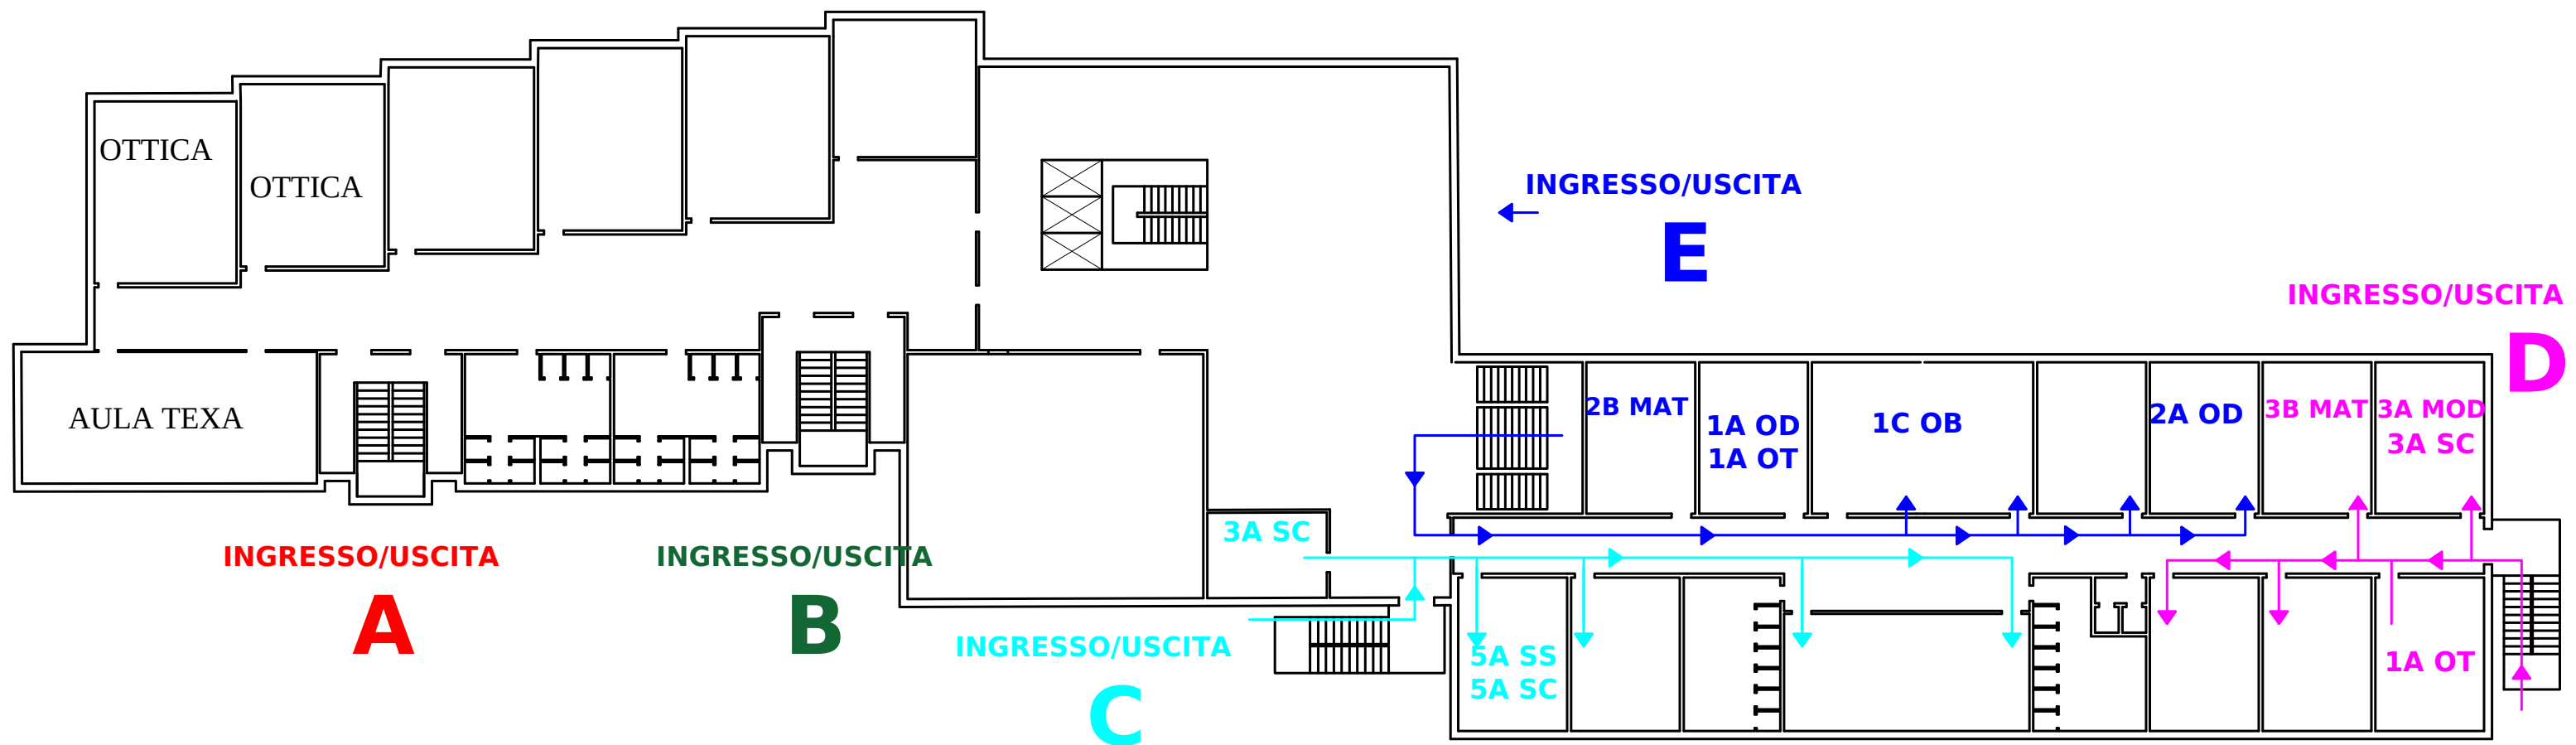 OTTICA
OTTICA
AULA TEXA
INGRESSO/USCITA
A
INGRESSO/USCITA
B
INGRESSO/USCITA
C
3A SC
INGRESSO/USCITA
E
INGRESSO/USCITA
D
2B MAT
1A OD
1A OT
1C OB
2A OD
3B MAT
3A MOD
3A SC
5A SS
5A SC
1A OT